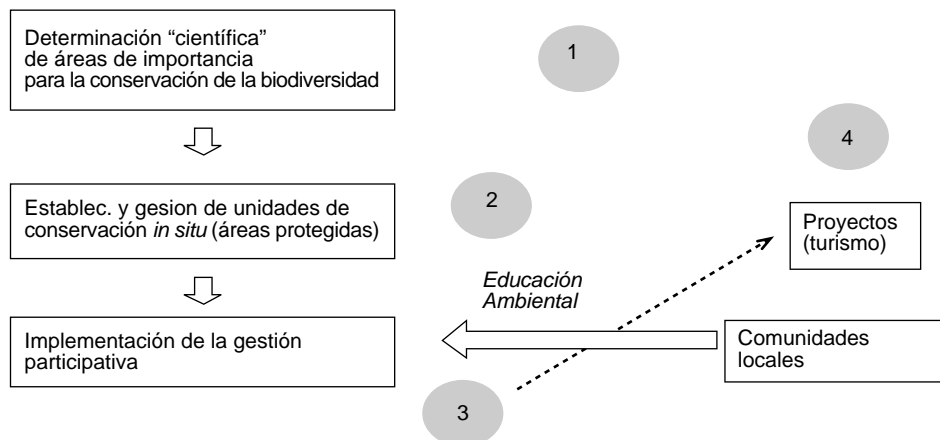 Determinación “científica”
de áreas de importancia
para la conservación de la biodiversidad
1
4
Establec. y gesion de unidades de
conservación in situ (áreas protegidas)
2
Proyectos
(turismo)
Educación
Ambiental
Implementación de la gestión
participativa
Comunidades
locales
3